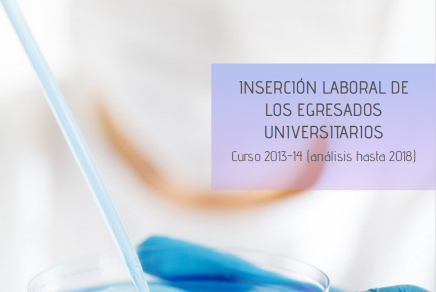 INSERCIÓN LABORAL DE
LOS EGRESADOS
UNIVERSITARIOS
Curso 2013-14 (análisis hasta 2018)